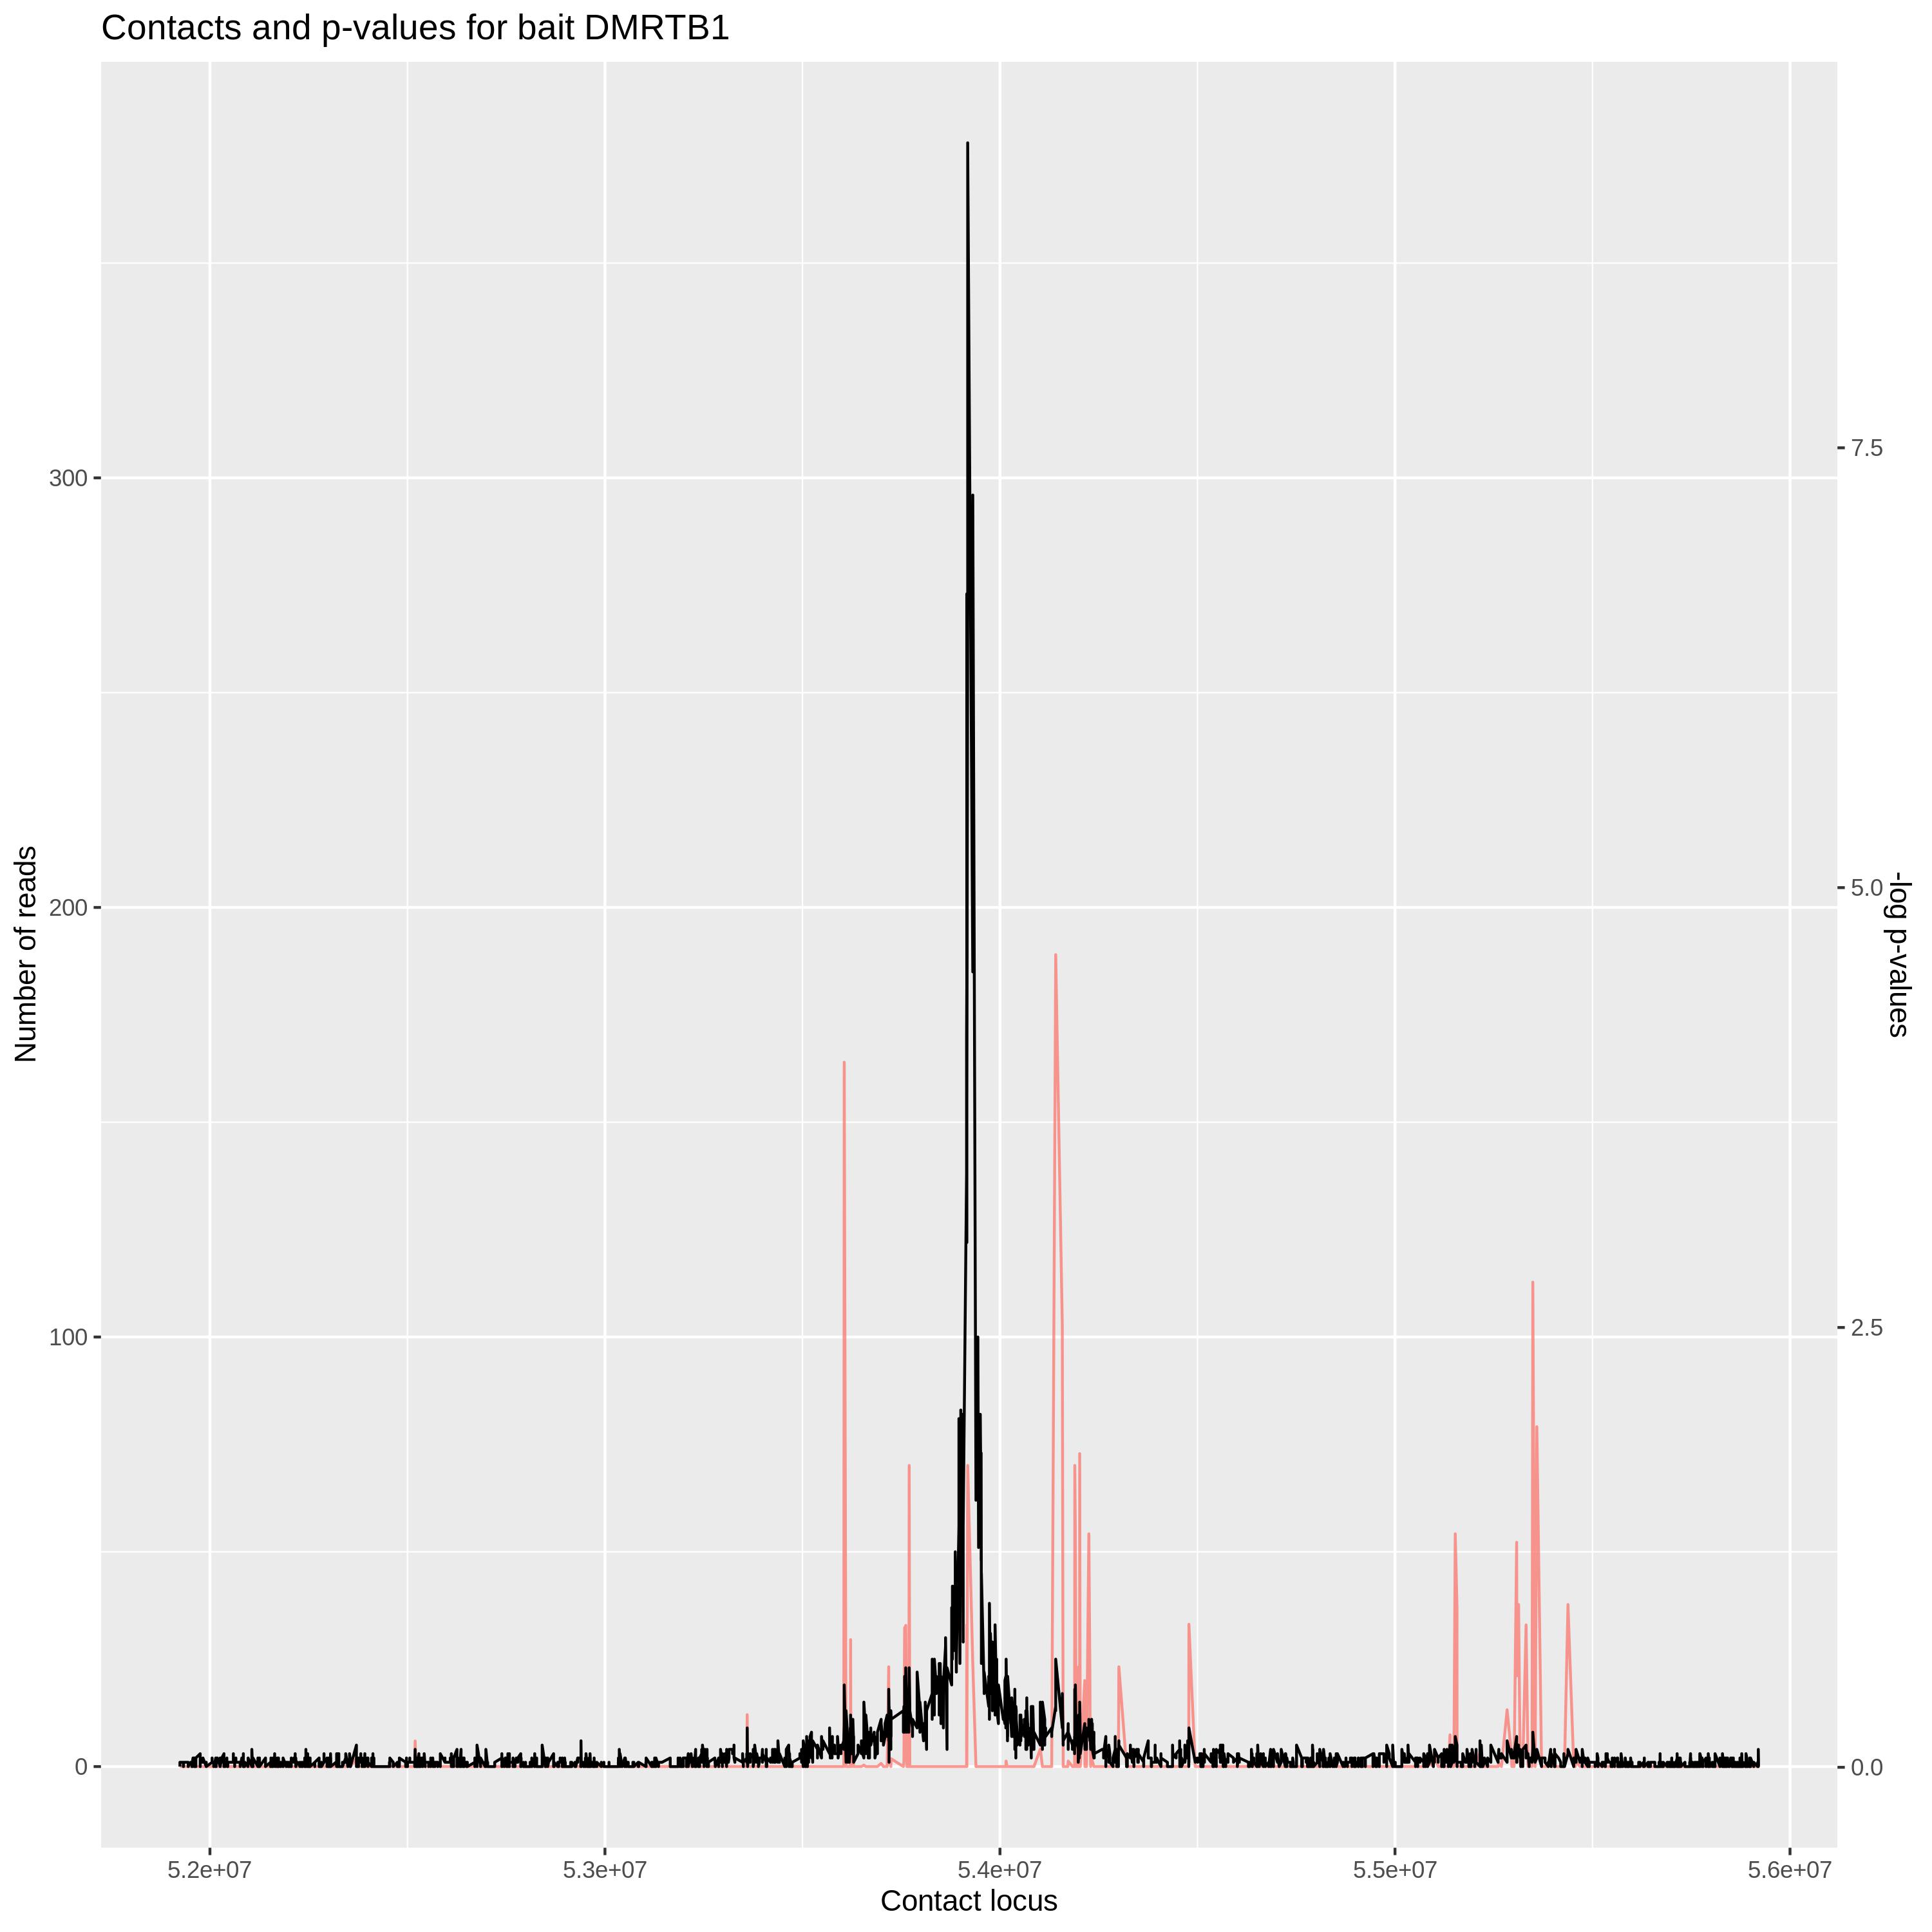 Contacts and p-values for bait DMRTB1
300
200
100
0
Number of reads
7.5
5.0
2.5
0.0
-log p-values
5.2e+07
5.3e+07
5.4e+07
5.5e+07
5.6e+07
Contact locus